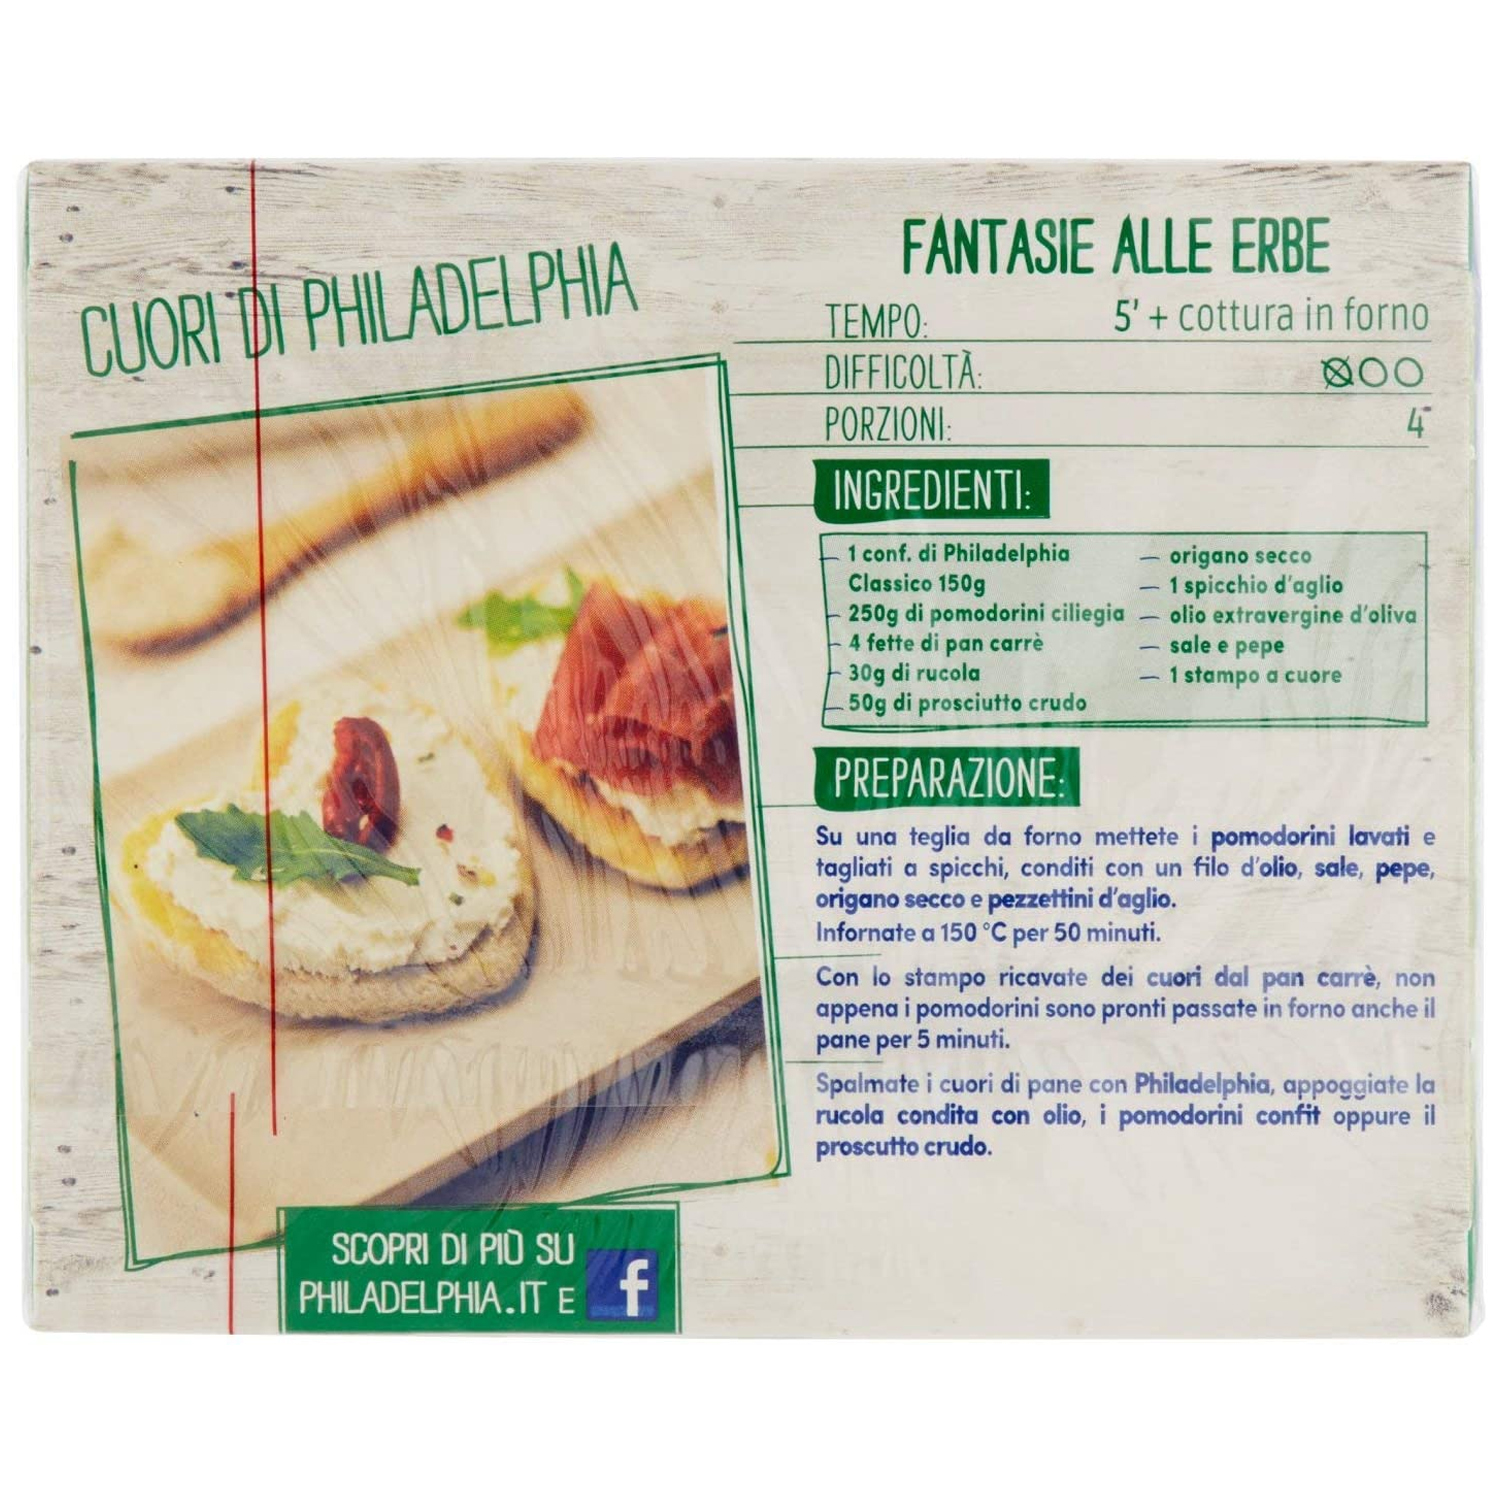 CUORI DI PHILADELPHIA
FANTASIE ALLE ERBE
TEMPO: 5' + cottura in forno
DIFFICOLTÀ:
PORZIONI: 4
INGREDIENTI:
– 1 conf. di Philadelphia
Classico 150g
– 250g di pomodorini ciliegia
– 4 fette di pan carrè
– 30g di rucola
– 50g di prosciutto crudo
– origano secco
– 1 spicchio d'aglio
– olio extravergine d'oliva
– sale e pepe
– 1 stampo a cuore
PREPARAZIONE:
Su una teglia da forno mettete i pomodorini lavati e
tagliati a spicchi, conditi con un filo d'olio, sale, pepe,
origano secco e pezzettini d'aglio.
Infornate a 150 °C per 50 minuti.
Con lo stampo ricavate dei cuori dal pan carrè, non
appena i pomodorini sono pronti passate in forno anche il
pane per 5 minuti.
Spalmate i cuori di pane con Philadelphia, appoggiate la
rucola condita con olio, i pomodorini confit oppure il
proscutto crudo.
SCOPRI DI PIÙ SU
PHILADELPHIA.IT E f